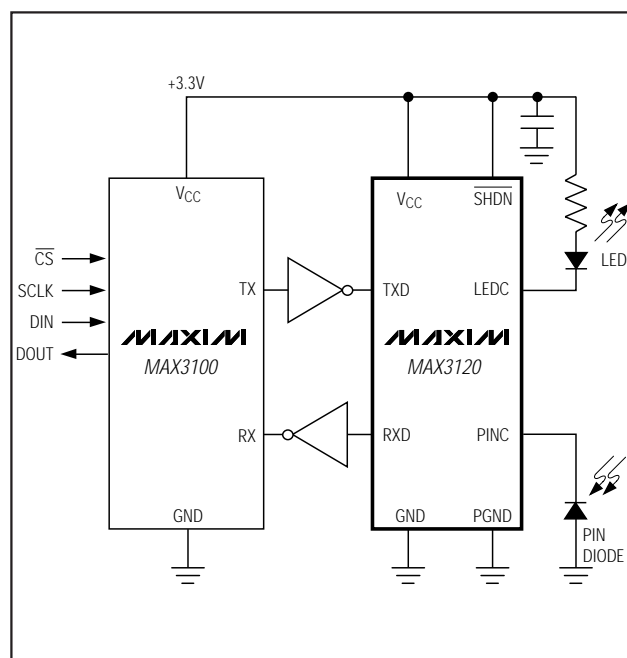 +3.3V
VCC
CS
SCLK
DIN
DOUT
TX
RX
MAXIM
MAX3100
GND
VCC
SHDN
TXD
LEDC
MAXIM
MAX3120
RXD
PINC
GND
PGND
LED
PIN
DIODE